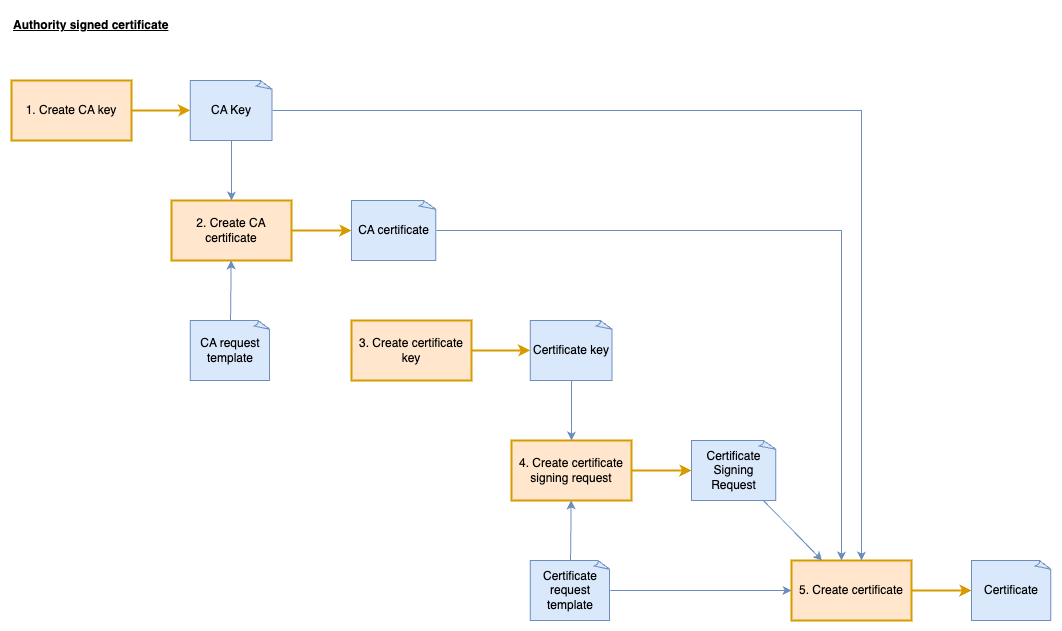 Authority signed certificate
1. Create CA key
CA Key
2. Create CA
certificate
CA certificate
CA request
template
3. Create certificate
key
Certificate key
4. Create certificate
signing request
Certificate
Signing
Request
Certificate
request
template
5. Create certificate
Certificate